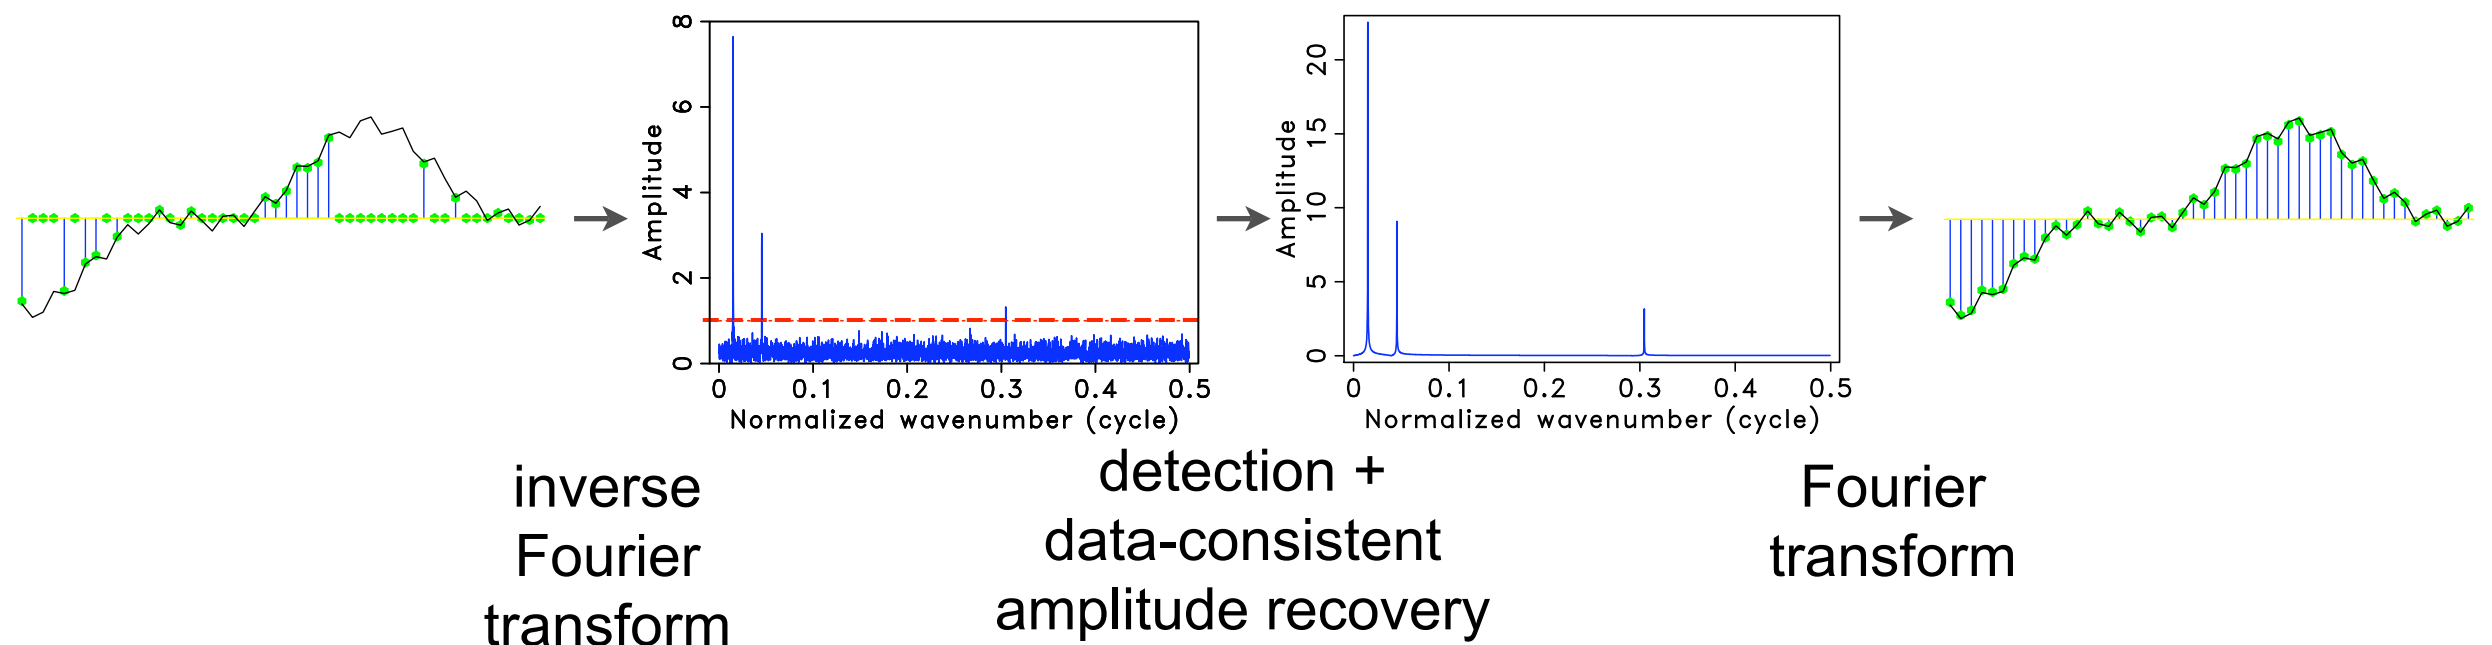 8
6
4
2
0
Amplitude
0 0.1 0.2 0.3 0.4 0.5
Normalized wavenumber (cycle)
20
15
10
5
0
Amplitude
0 0.1 0.2 0.3 0.4 0.5
Normalized wavenumber (cycle)
inverse
Fourier
transform
detection +
data-consistent
amplitude recovery
Fourier
transform